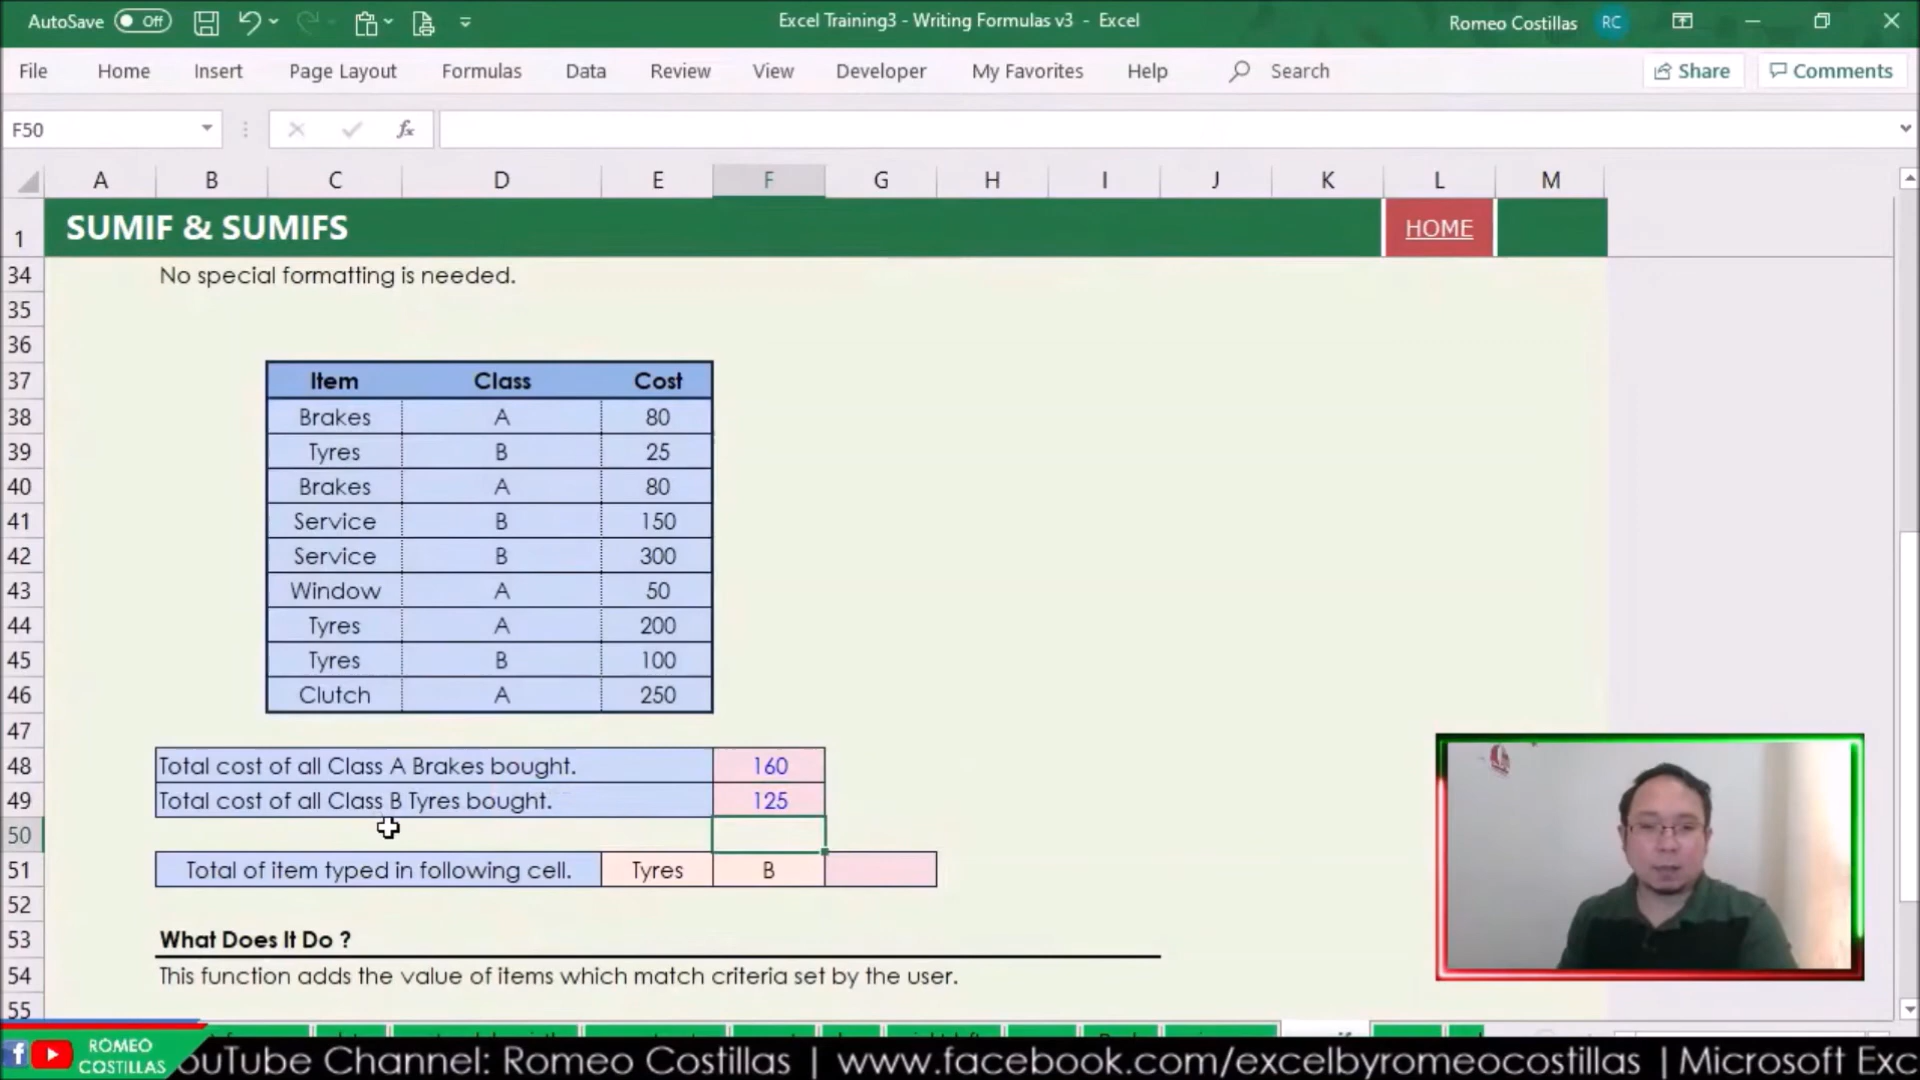 AutoSave Off Excel Training3 - Writing Formulas v3 - Excel Romeo Costillas RC
File Home Insert Page Layout Formulas Data Review View Developer My Favorites Help Search Share Comments
F50 fx
A B C D E F G H I J K L M
1 SUMIF & SUMIFS HOME
34 No special formatting is needed.
35
36
37 Item Class Cost
38 Brakes A 80
39 Tyres B 25
40 Brakes A 80
41 Service B 150
42 Service B 300
43 Window A 50
44 Tyres A 200
45 Tyres B 100
46 Clutch A 250
47
48 Total cost of all Class A Brakes bought. 160
49 Total cost of all Class B Tyres bought. 125
50
51 Total of item typed in following cell. Tyres B
52
53 What Does It Do ?
54 This function adds the value of items which match criteria set by the user.
55
ROMEO COSTILLAS
ouTube Channel: Romeo Costillas | www.facebook.com/excelbyromeocostillas | Microsoft Exc